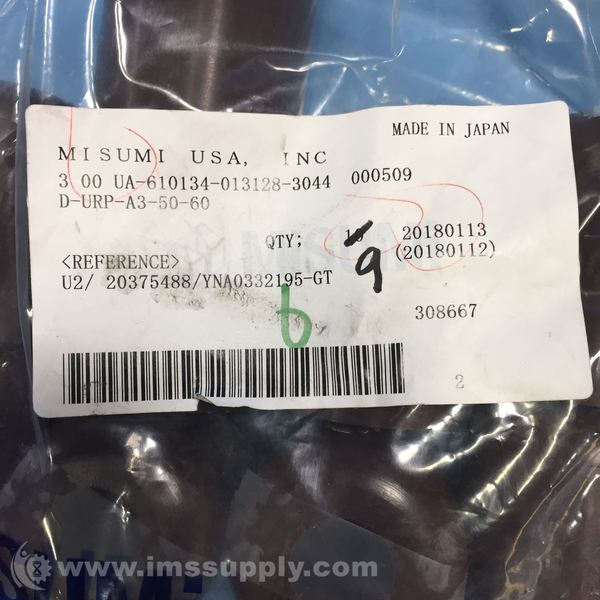 MADE IN JAPAN
MISUMI USA, INC
3 00 UA-610134-013128-3044 000509
D-URP-A3-50-60
QTY; 20180113
9 (20180112)
<REFERENCE>
U2/ 20375488/YNA0332195-GT
6
308667
2
www.imssupply.com